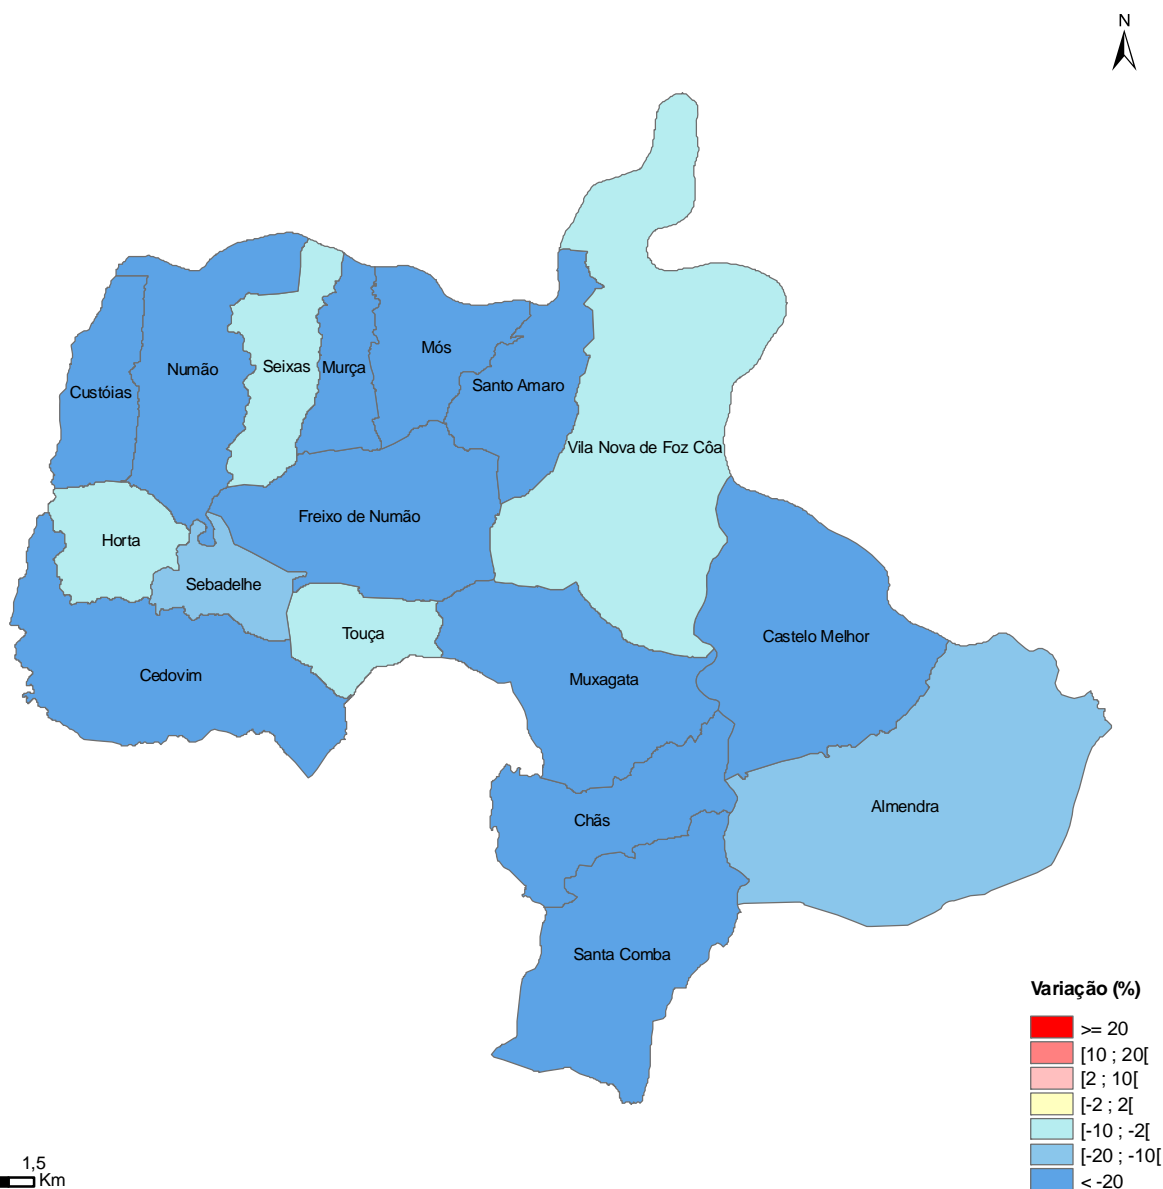 N
Seixas
Murça
Mós
Numão
Custóias
Santo Amaro
Vila Nova de Foz Côa
Freixo de Numão
Horta
Sebadelhe
Touça
Castelo Melhor
Cedovim
Muxagata
Almendra
Chãs
Santa Comba
Variação (%)
>= 20
[10 ; 20[
[2 ; 10[
[-2 ; 2[
[-10 ; -2[
[-20 ; -10[
< -20
1,5
Km